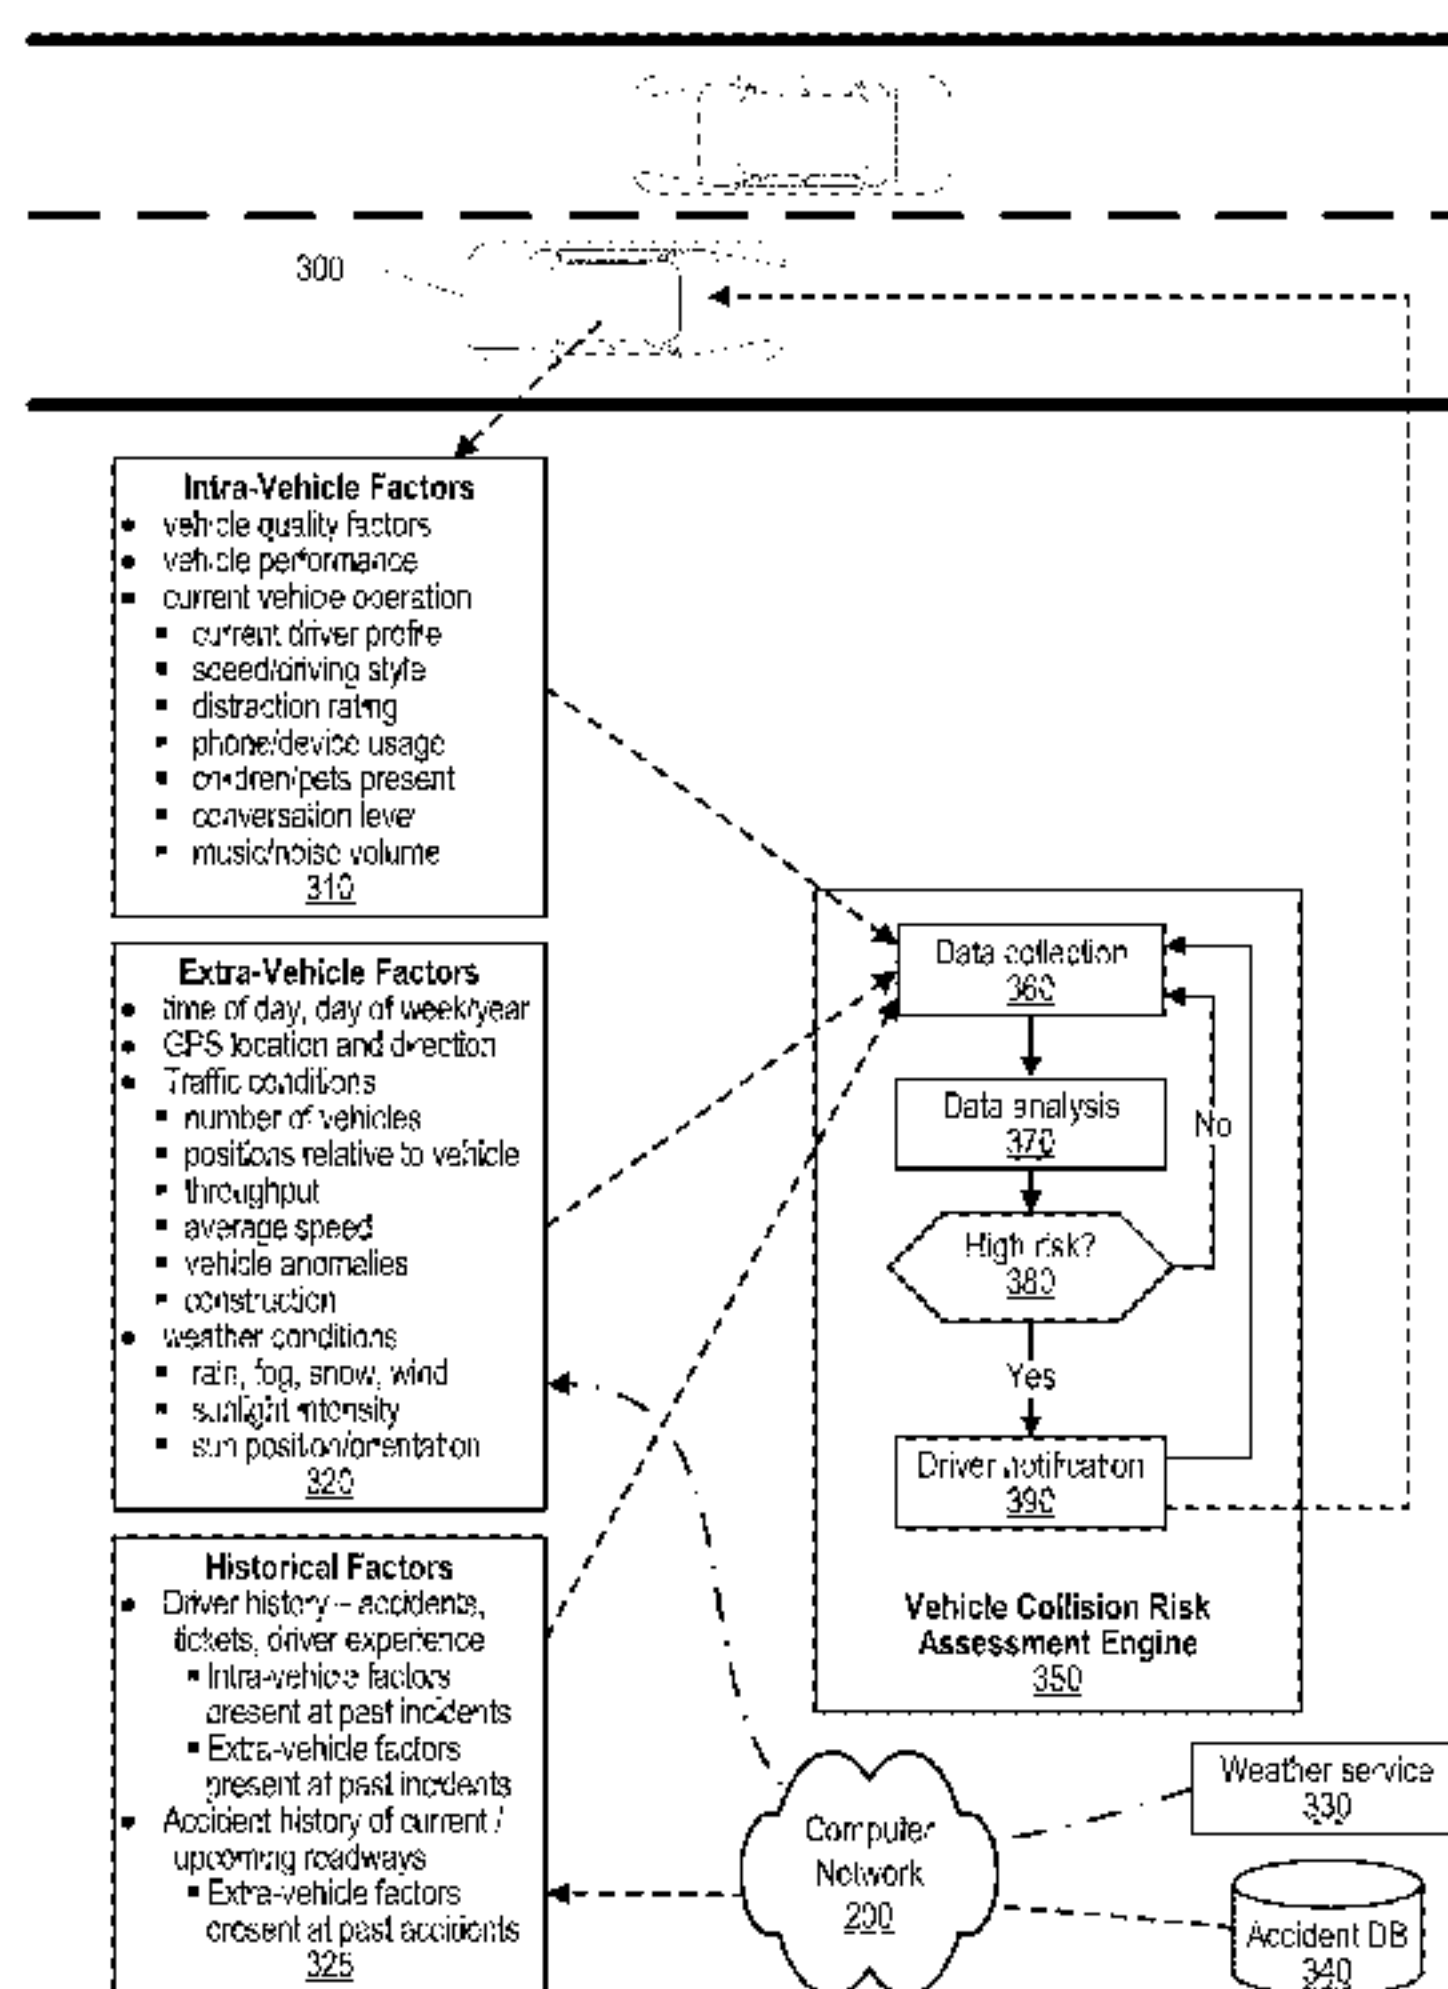 300
Intra-Vehicle Factors
• vehicle quality factors
• vehicle performance
▪ current vehicle operation
▪ current driver profile
▪ speed/driving style
▪ distraction rating
▪ phone/device usage
▪ children/pets present
▪ conversation level
▪ music/noise volume
310
Extra-Vehicle Factors
• time of day, day of week/year
• GPS location and direction
• Traffic conditions
▪ number of vehicles
▪ positions relative to vehicle
▪ throughput
▪ average speed
▪ vehicle anomalies
▪ construction
• weather conditions
▪ rain, fog, snow, wind
▪ sunlight intensity
▪ sun position/orientation
320
Historical Factors
• Driver history – accidents,
tickets, driver experience
▪ Intra-vehicle factors
present at past incidents
▪ Extra-vehicle factors
present at past incidents
• Accident history of current /
upcoming roadways
▪ Extra-vehicle factors
present at past accidents
325
Data collection
360
Data analysis
370
No
High risk?
380
Yes
Driver notification
390
Vehicle Collision Risk
Assessment Engine
350
Computer
Network
200
Weather service
330
Accident DB
340